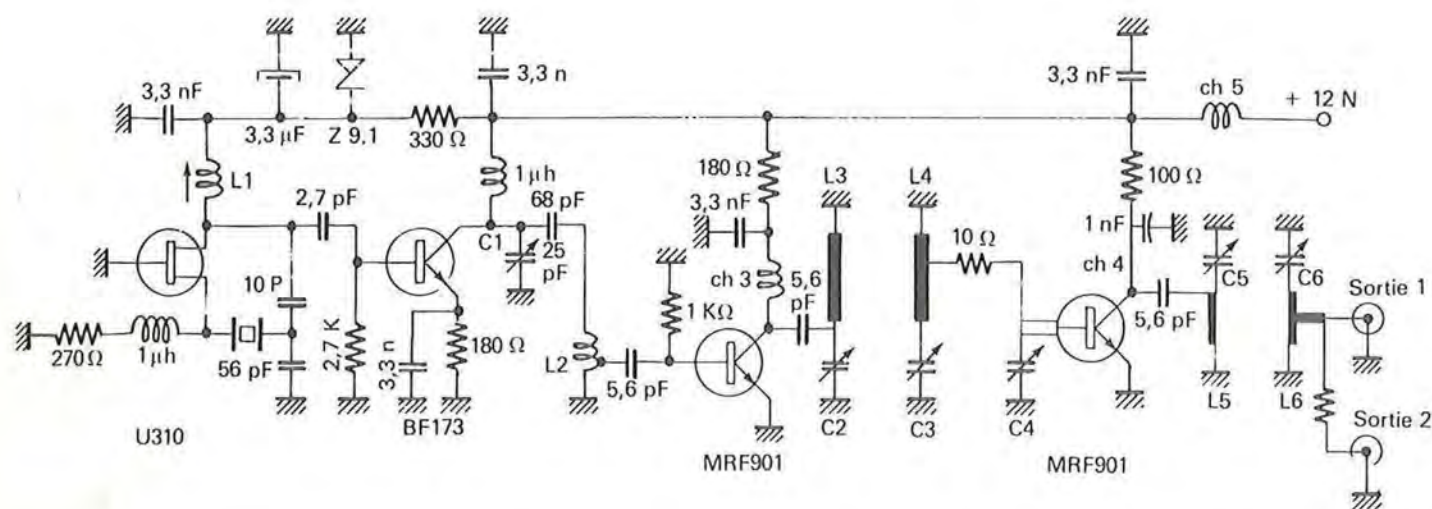 3,3 nF
3,3 µF
Z 9,1
330 Ω
3,3 n
3,3 nF
ch 5
+ 12 N
L1
2,7 pF
1 µh
68 pF
C1
25
pF
180 Ω
3,3 nF
ch 3
5,6
pF
L3
L4
10 Ω
100 Ω
1 nF
ch 4
5,6 pF
C5
C6
Sortie 1
10 P
270 Ω
1 µh
56 pF
2,7 K
3,3 n
180 Ω
L2
5,6 pF
1 KΩ
C2
C3
C4
L5
L6
Sortie 2
U310
BF173
MRF901
MRF901